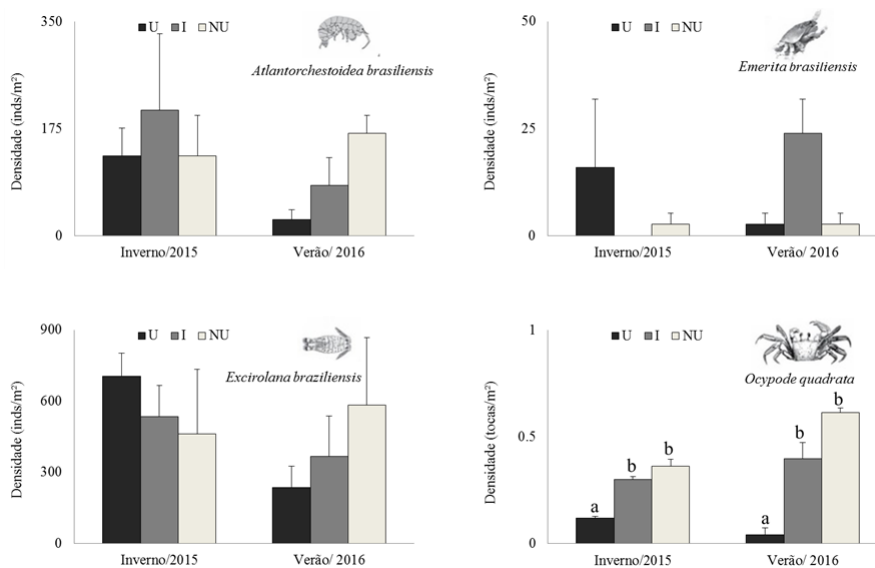 350
U I NU
Atlantorchestoidea brasiliensis
Densidade (inds/m²)
175
0
Inverno/2015 Verão/ 2016
50
U I NU
Emerita brasiliensis
Densidade (inds/m²)
25
0
Inverno/2015 Verão/ 2016
900
U I NU
Excirolana braziliensis
Densidade (inds/m²)
600
300
0
Inverno/2015 Verão/ 2016
1
U I NU
Ocypode quadrata
Densidade (tocas/m²)
0.5
a b b a b b
0
Inverno/2015 Verão/ 2016